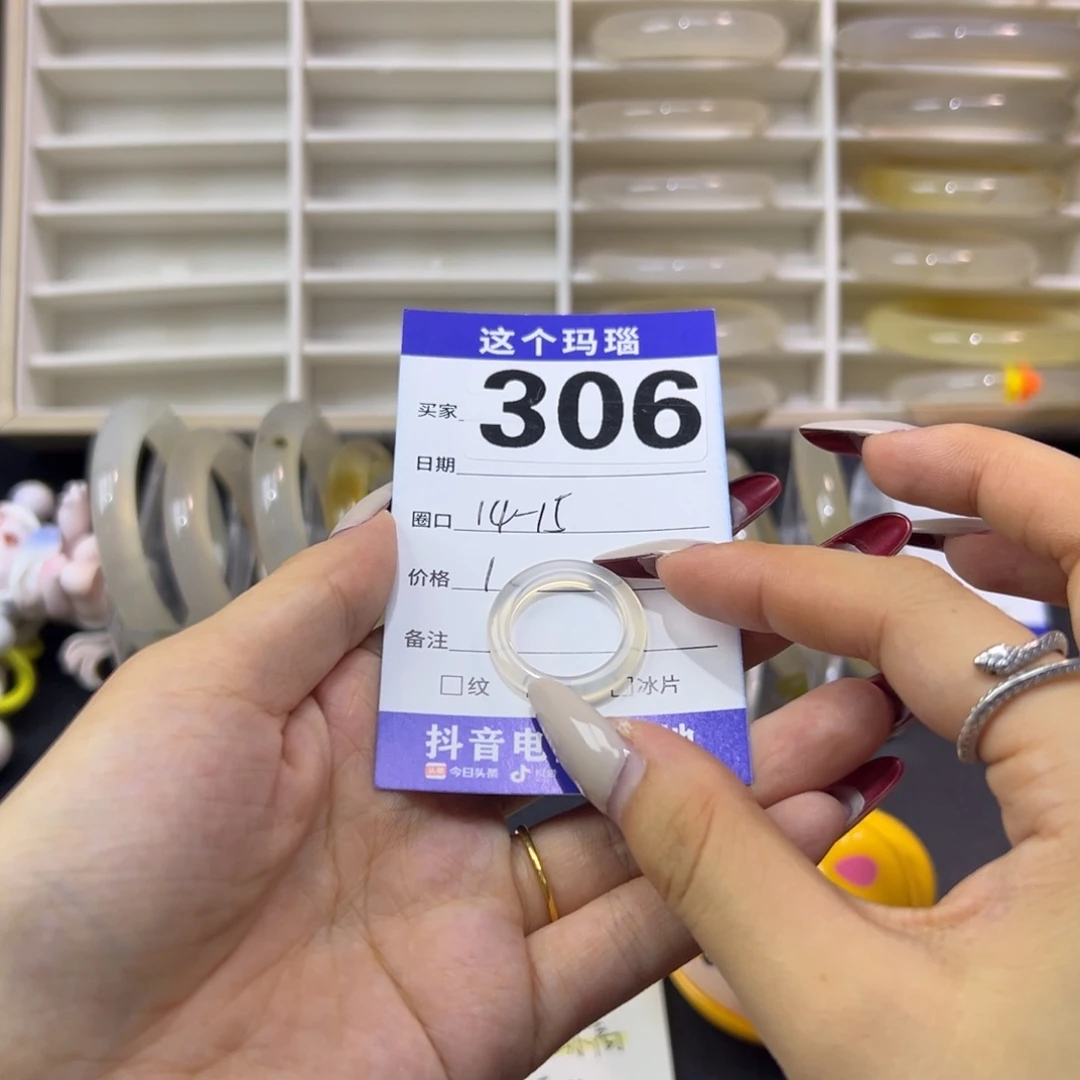 这个玛瑙
买家 306
日期
圈口 14-15
价格 1
备注
□纹 □冰片
抖音电
今日头条